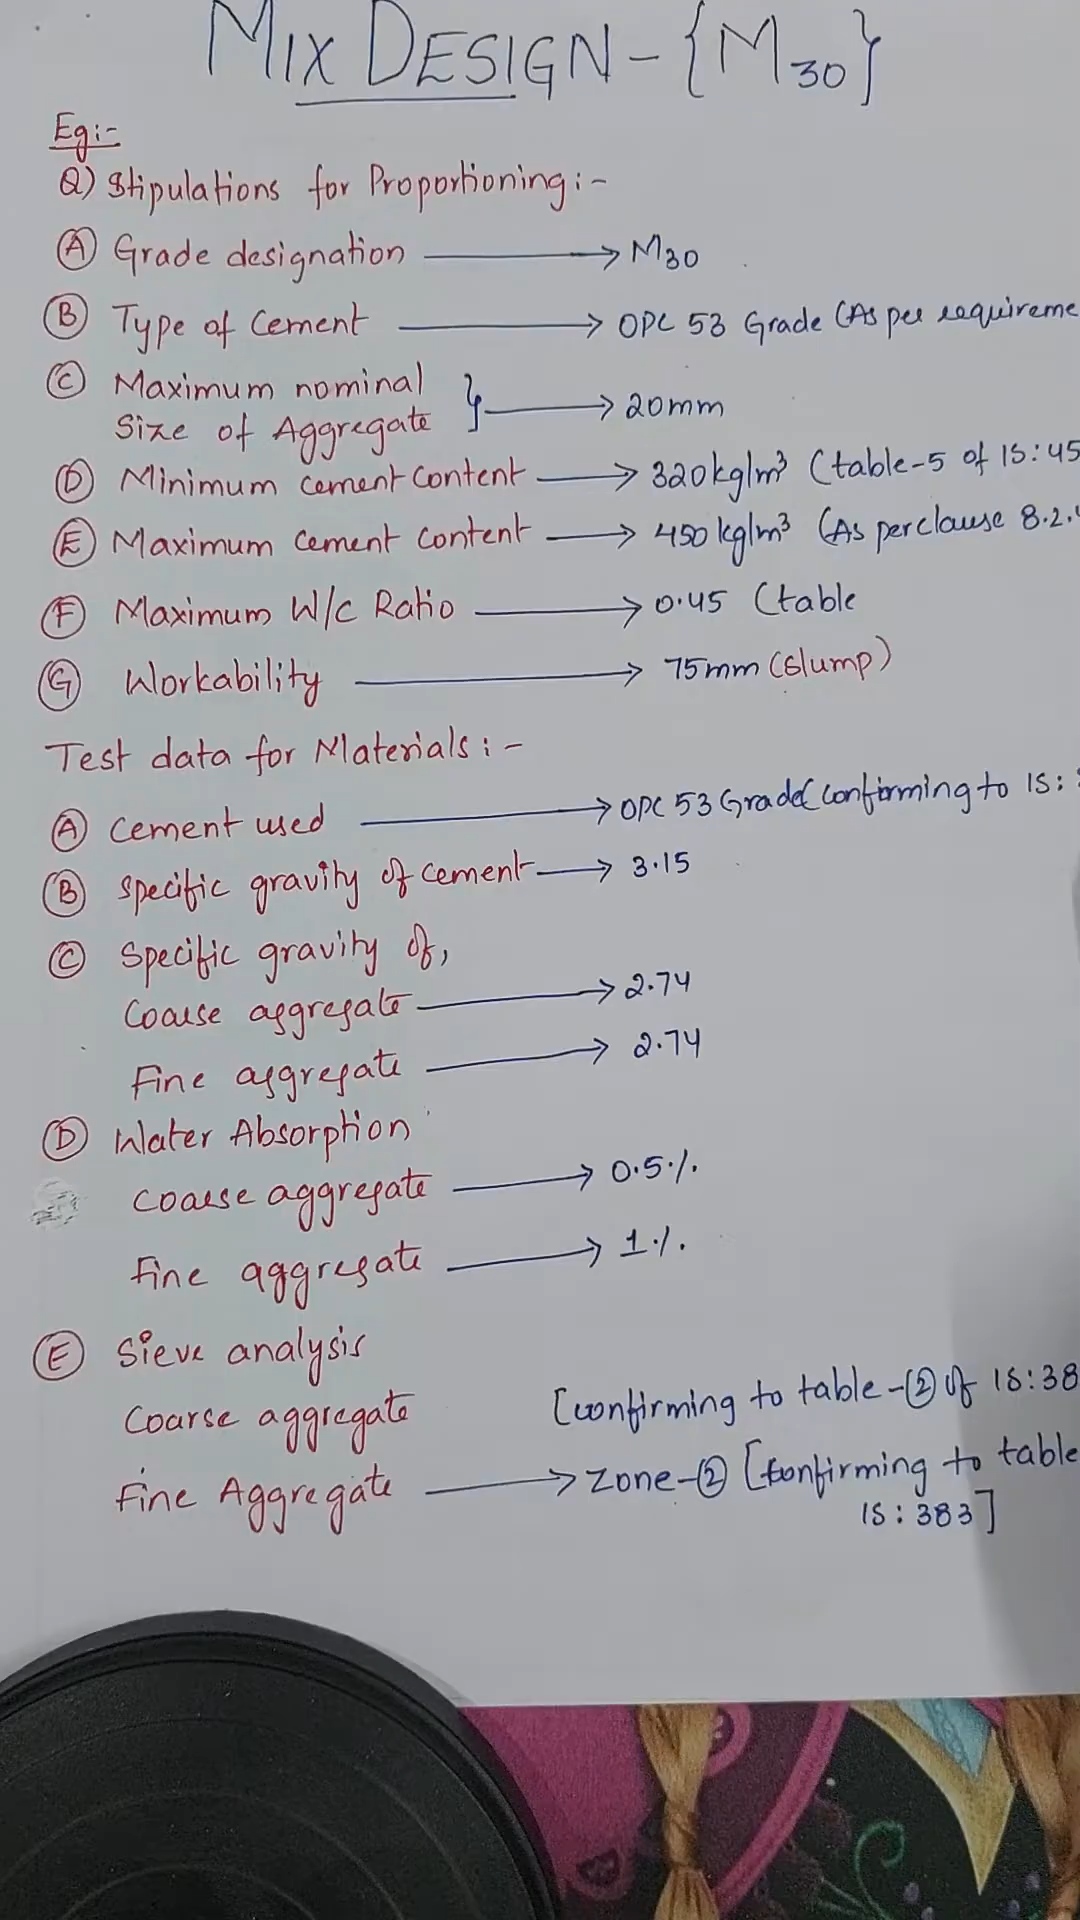 MIX DESIGN - {M30}
Eg:-
Q) Stipulations for Proportioning:-
(A) Grade designation → M30
(B) Type of Cement → OPC 53 Grade (As per requireme
(C) Maximum nominal
Size of Aggregate } → 20mm
(D) Minimum cement content → 320kg/m³ (table-5 of IS:45
(E) Maximum cement content → 450kg/m³ (As per clause 8.2.4
(F) Maximum W/c Ratio → 0.45 (table
(G) Workability → 75mm (slump)
Test data for Materials:-
(A) Cement used → OPC 53 Grade (confirming to IS:
(B) Specific gravity of cement → 3.15
(C) Specific gravity of,
Coarse aggregate → 2.74
Fine aggregate → 2.74
(D) Water Absorption
Coarse aggregate → 0.5%.
Fine aggregate → 1%.
(E) Sieve analysis
Coarse aggregate [confirming to table-(2) of IS:38
Fine Aggregate → Zone-(2) [confirming to table
IS:383]